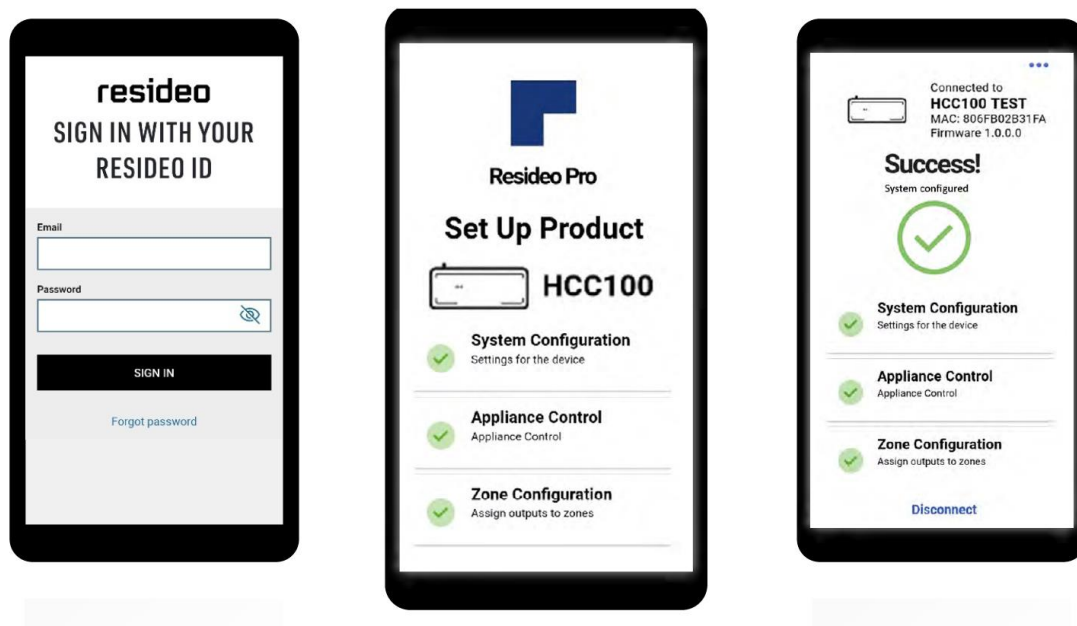 resideo
SIGN IN WITH YOUR
RESIDEO ID
Email
Password
SIGN IN
Forgot password
Resideo Pro
Set Up Product
HCC100
System Configuration
Settings for the device
Appliance Control
Appliance Control
Zone Configuration
Assign outputs to zones
Connected to
HCC100 TEST
MAC: 806FB02B31FA
Firmware 1.0.0.0
Success!
System configured
System Configuration
Settings for the device
Appliance Control
Appliance Control
Zone Configuration
Assign outputs to zones
Disconnect